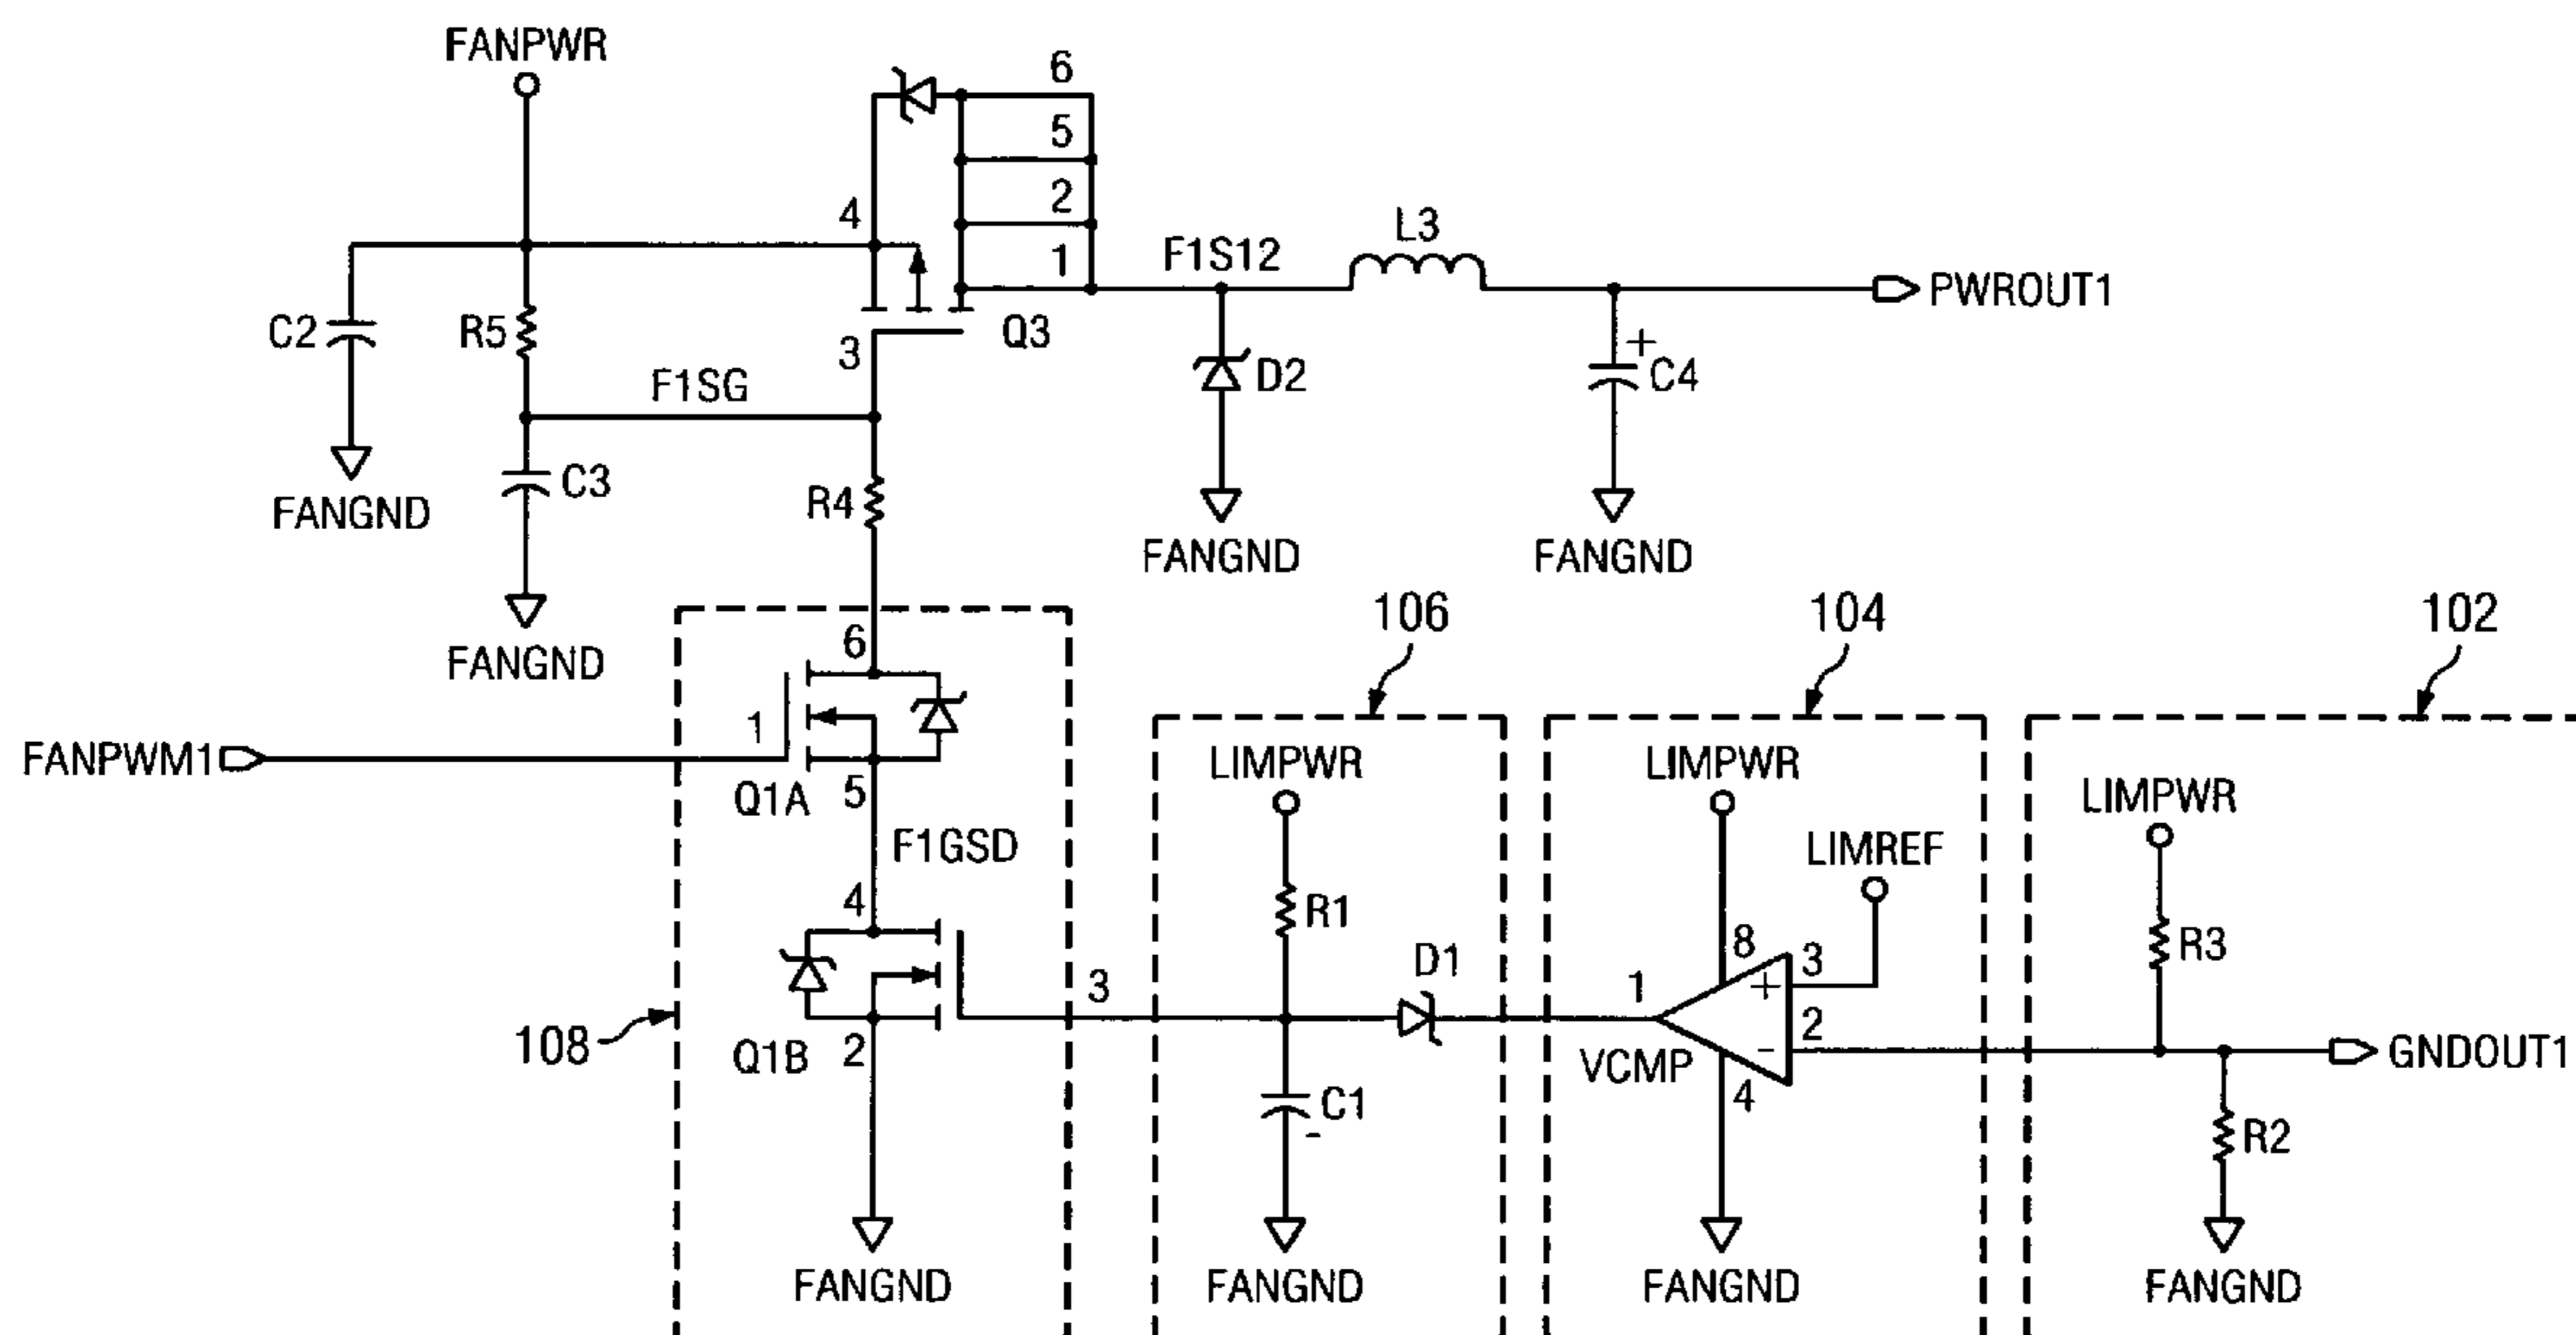 FANPWR
6
5
2
1
4
3
Q3
F1S12
L3
PWROUT1
C2
R5
F1SG
D2
+
C4
FANGND
C3
R4
FANGND
FANGND
FANGND
106
104
102
6
FANPWM1
1
Q1A
5
F1GSD
4
Q1B
2
108
FANGND
3
LIMPWR
R1
D1
C1
-
FANGND
LIMPWR
LIMREF
8
1
+
3
2
-
VCMP
4
FANGND
LIMPWR
R3
GNDOUT1
R2
FANGND